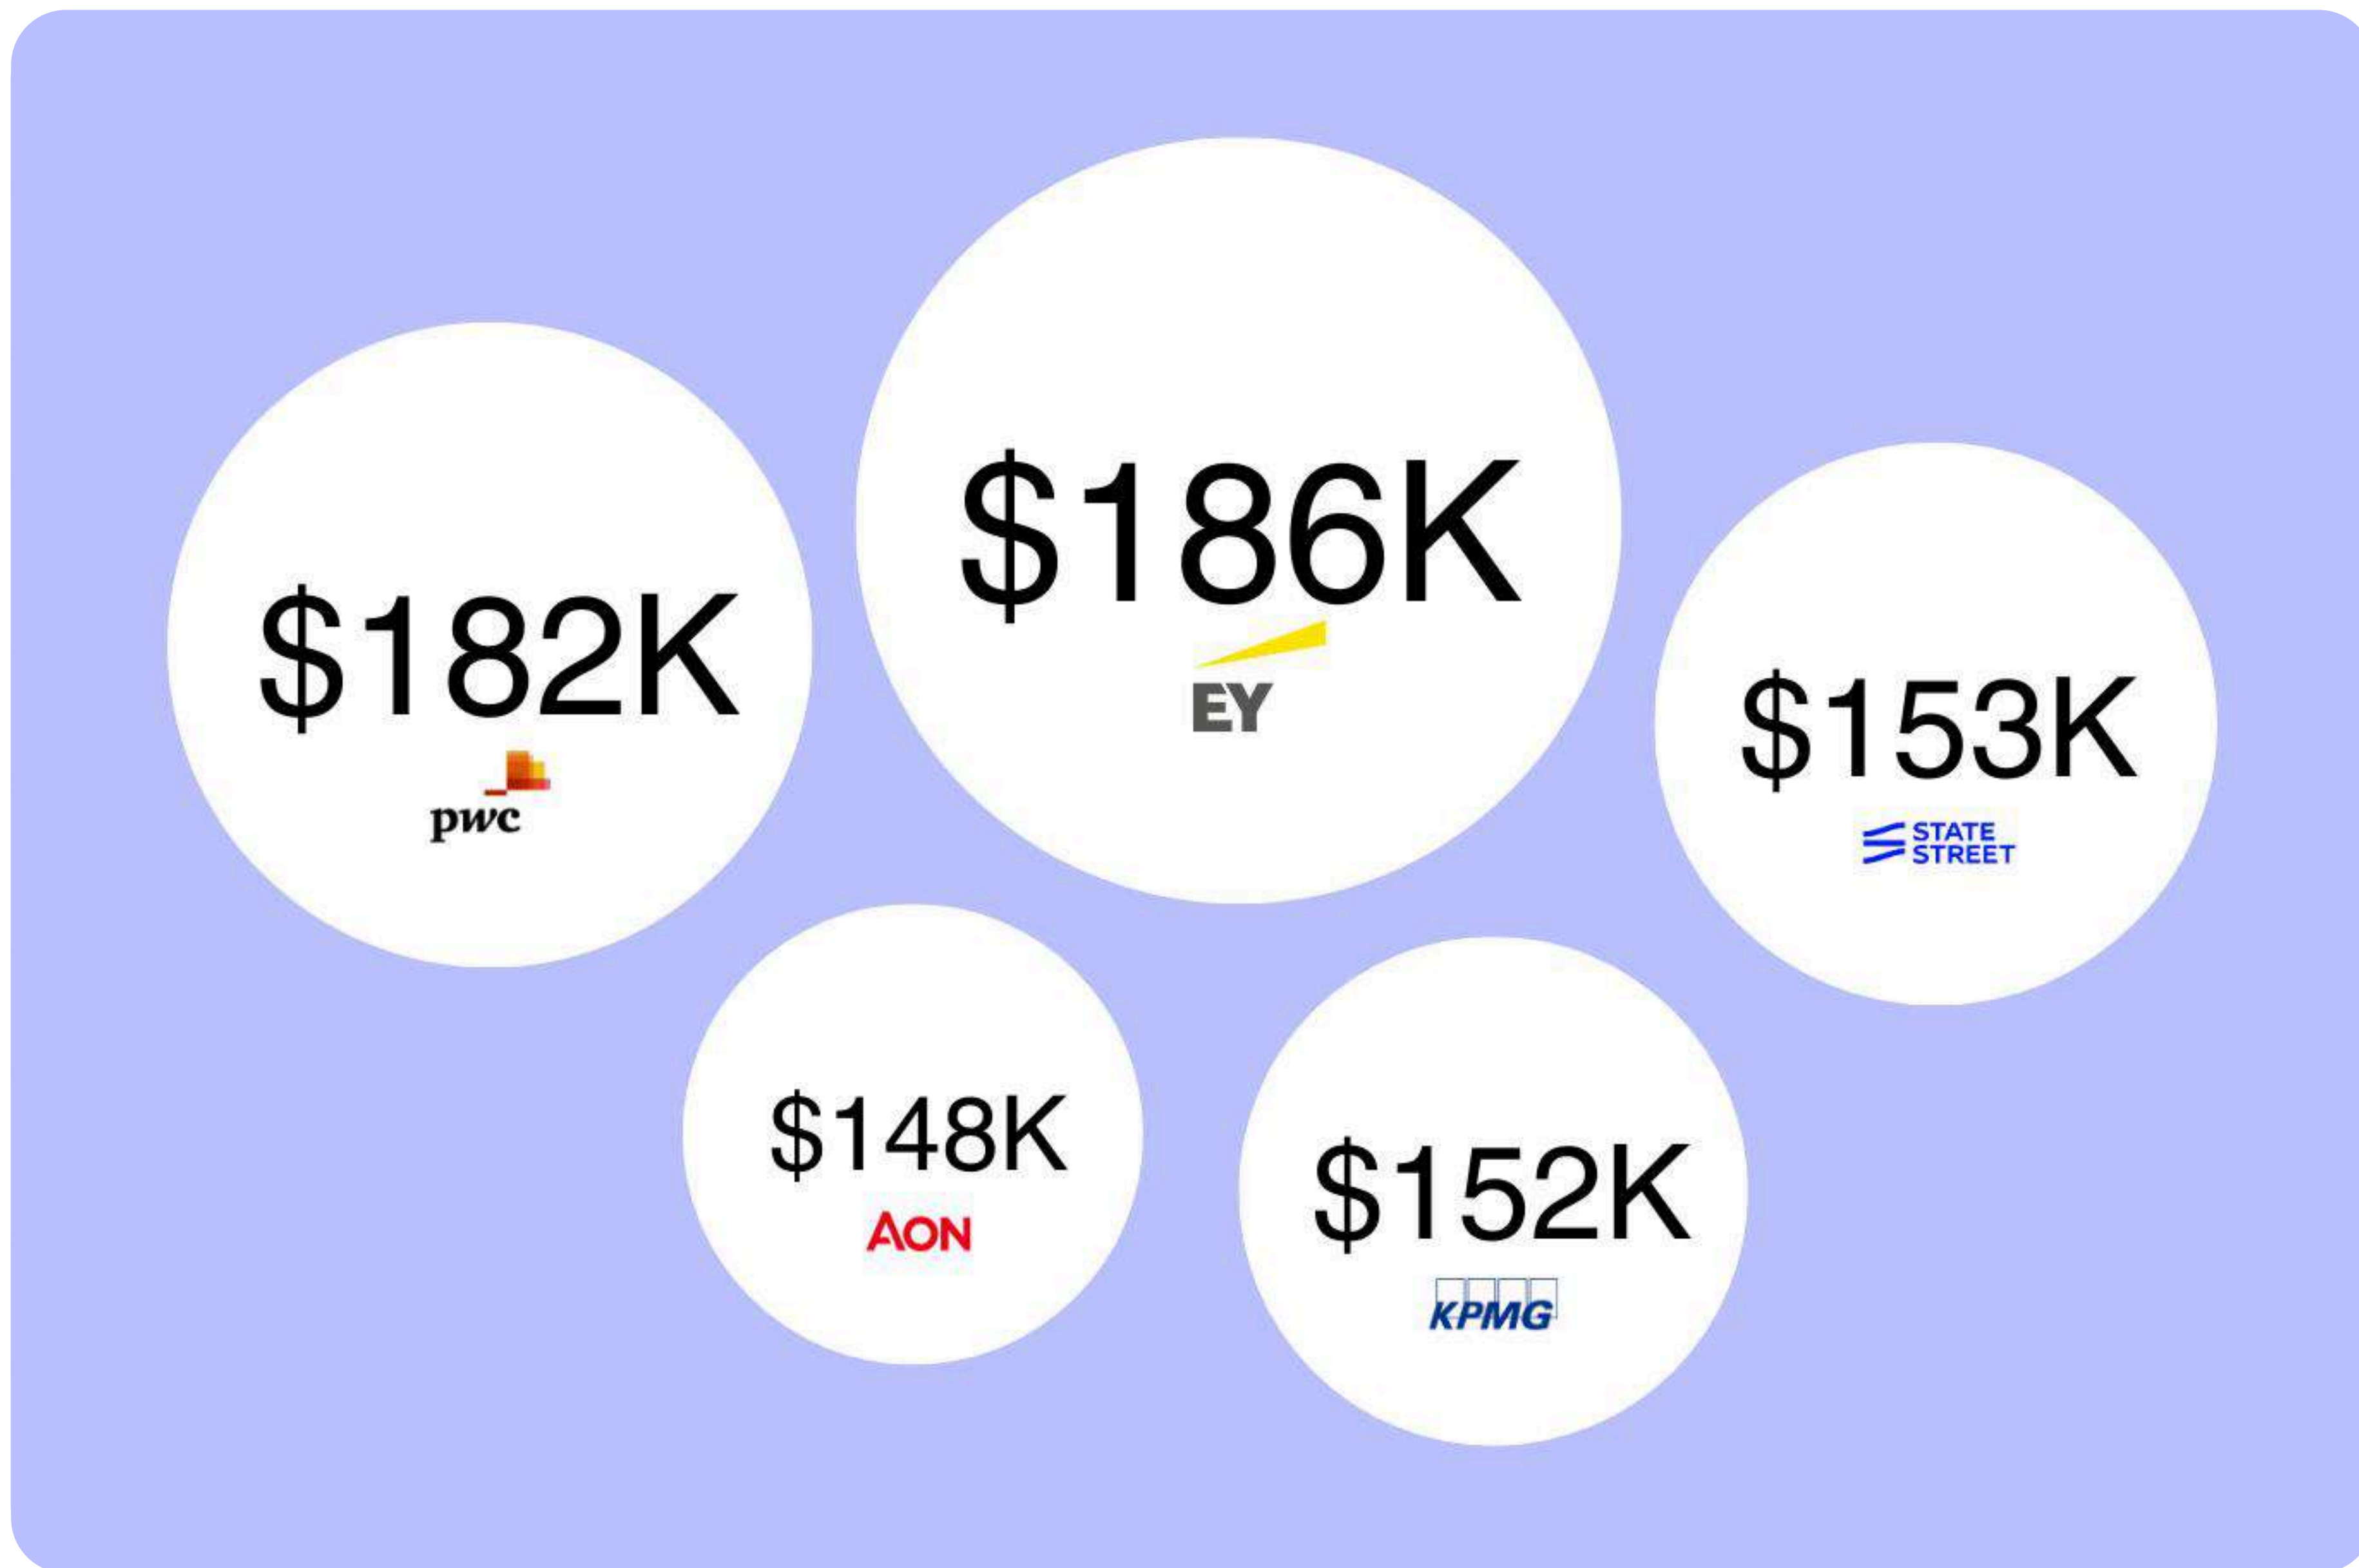 $186K
EY
$182K
pwc
$153K
STATE
STREET
$148K
AON
$152K
KPMG